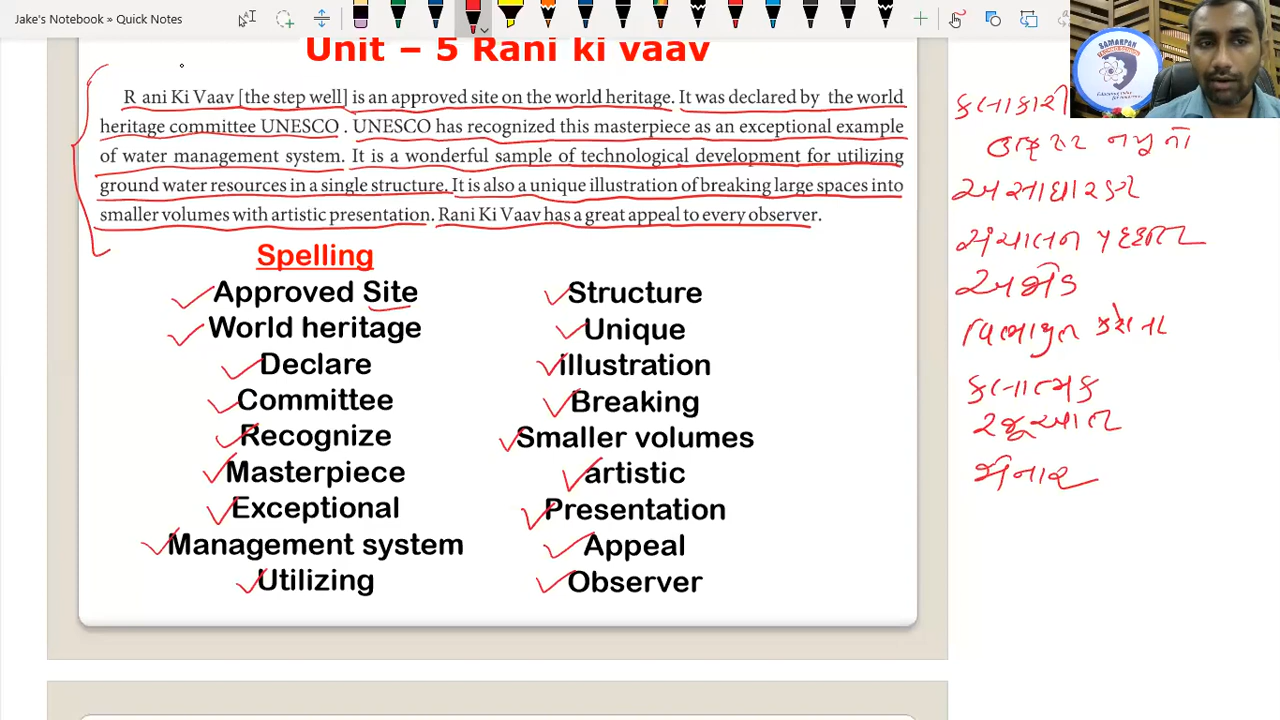 Jake's Notebook » Quick Notes
Unit – 5 Rani ki vaav
R ani Ki Vaav [the step well] is an approved site on the world heritage. It was declared by the world
heritage committee UNESCO . UNESCO has recognized this masterpiece as an exceptional example
of water management system. It is a wonderful sample of technological development for utilizing
ground water resources in a single structure. It is also a unique illustration of breaking large spaces into
smaller volumes with artistic presentation. Rani Ki Vaav has a great appeal to every observer.
Spelling
Approved Site
World heritage
Declare
Committee
Recognize
Masterpiece
Exceptional
Management system
Utilizing
Structure
Unique
illustration
Breaking
Smaller volumes
artistic
Presentation
Appeal
Observer
SAMARPAN
કલાકારી
નમુનો
અસાધારણ
સંચાલન પદ્ધતિ
અજોડ
વિભાજીત કરતા
કલાત્મક
રજૂઆત
જોનાર